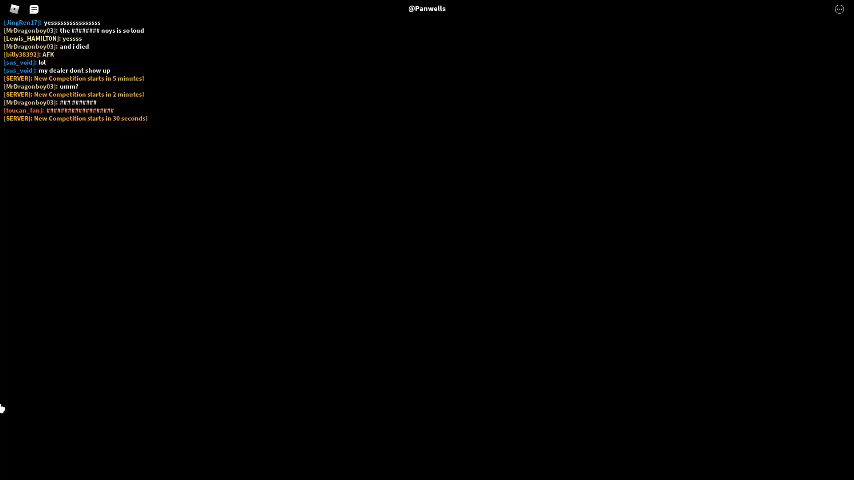 @Panwells
[JingRen17]: yesssssssssssssss
[MrDragonboy03]: the ######## noys is so loud
[Lewis_HAMILTON]: yessss
[MrDragonboy03]: and i died
[billy38392]: AFK
[sus_void]: lol
[sus_void]: my dealer dont show up
[SERVER]: New Competition starts in 5 minutes!
[MrDragonboy03]: umm?
[SERVER]: New Competition starts in 2 minutes!
[MrDragonboy03]: ### #######
[toucan_fan]: ##################
[SERVER]: New Competition starts in 30 seconds!